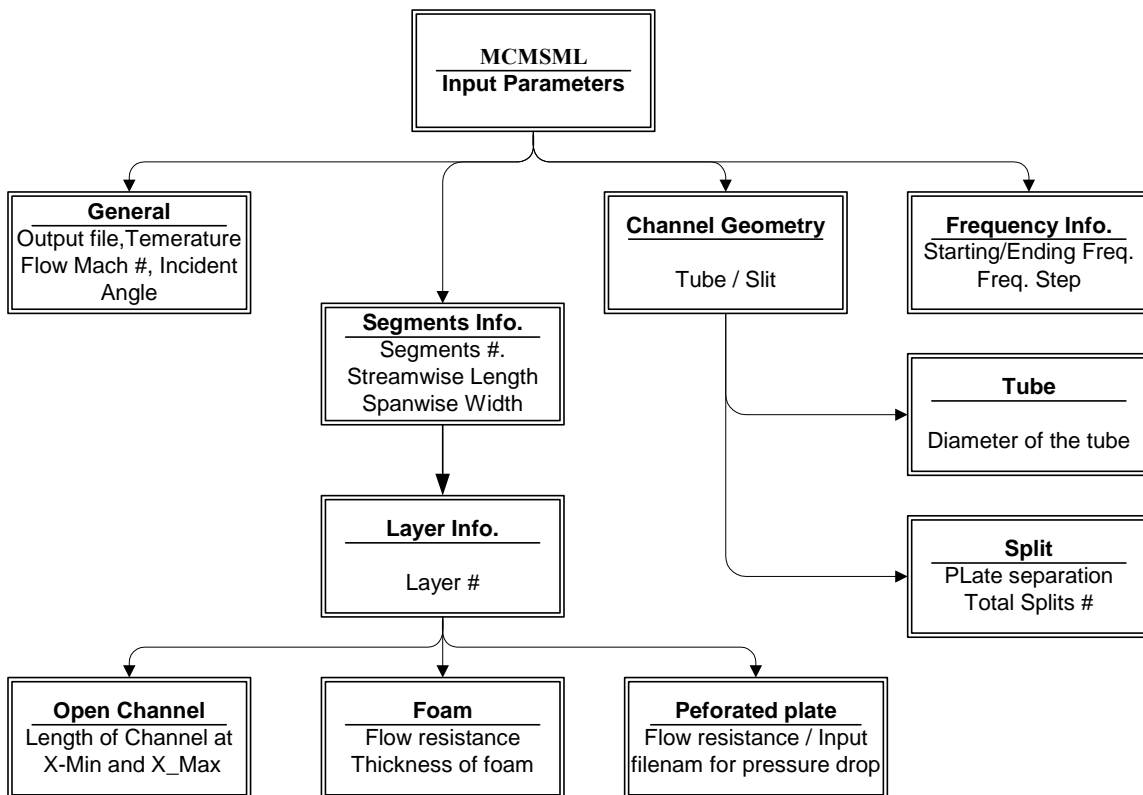 MCMSML
Input Parameters
General
Output file,Temerature
Flow Mach #, Incident
Angle
Segments Info.
Segments #.
Streamwise Length
Spanwise Width
Channel Geometry
Tube / Slit
Frequency Info.
Starting/Ending Freq.
Freq. Step
Tube
Diameter of the tube
Split
PLate separation
Total Splits #
Layer Info.
Layer #
Open Channel
Length of Channel at
X-Min and X_Max
Foam
Flow resistance
Thickness of foam
Peforated plate
Flow resistance / Input
filenam for pressure drop